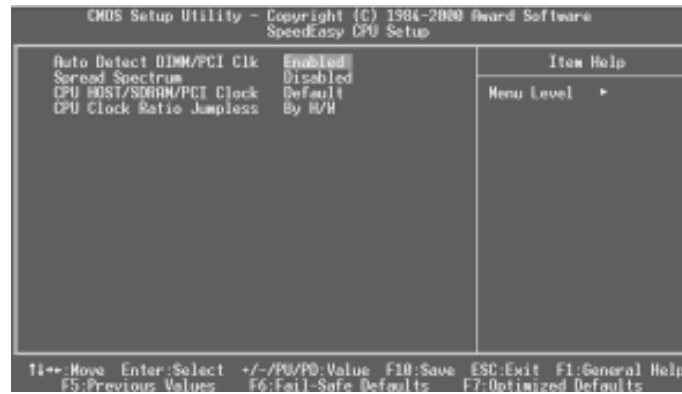 CMOS Setup Utility - Copyright (C) 1984-2000 Award Software
SpeedEasy CPU Setup
Auto Detect DIMM/PCI Clk Enabled
Spread Spectrum Disabled
CPU HOST/SDRAM/PCI Clock Default
CPU Clock Ratio Jumpless By H/W
Item Help
Menu Level ►
↑↓→←:Move Enter:Select +/-/PU/PD:Value F10:Save ESC:Exit F1:General Help
F5:Previous Values F6:Fail-Safe Defaults F7:Optimized Defaults